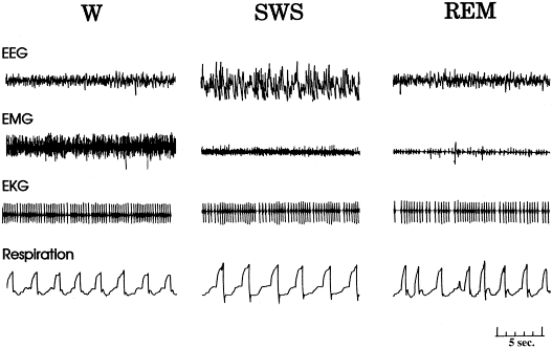 W SWS REM
EEG
EMG
EKG
Respiration
5 sec.